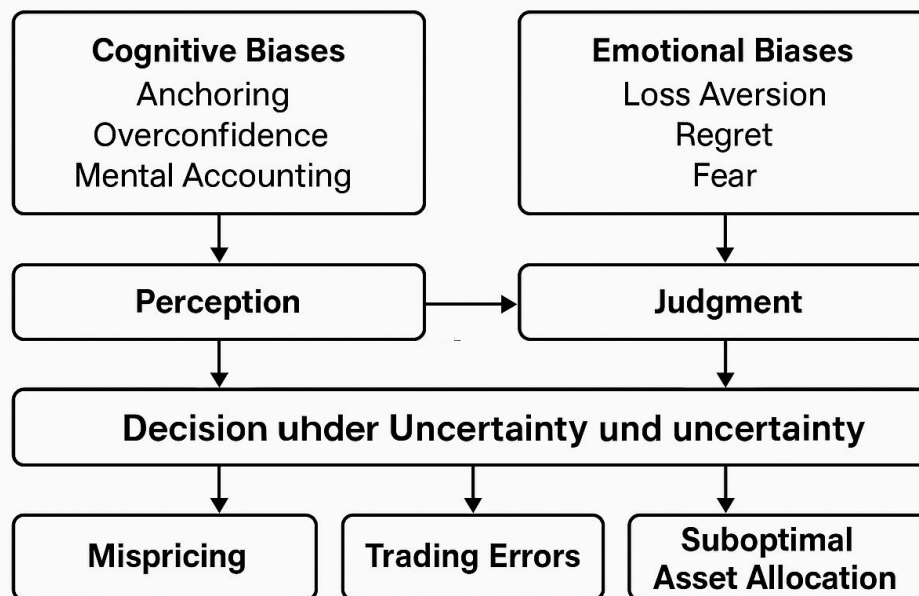 Cognitive Biases
Anchoring
Overconfidence
Mental Accounting
Emotional Biases
Loss Aversion
Regret
Fear
Perception
Judgment
Decision uhder Uncertainty und uncertainty
Mispricing
Trading Errors
Suboptimal
Asset Allocation